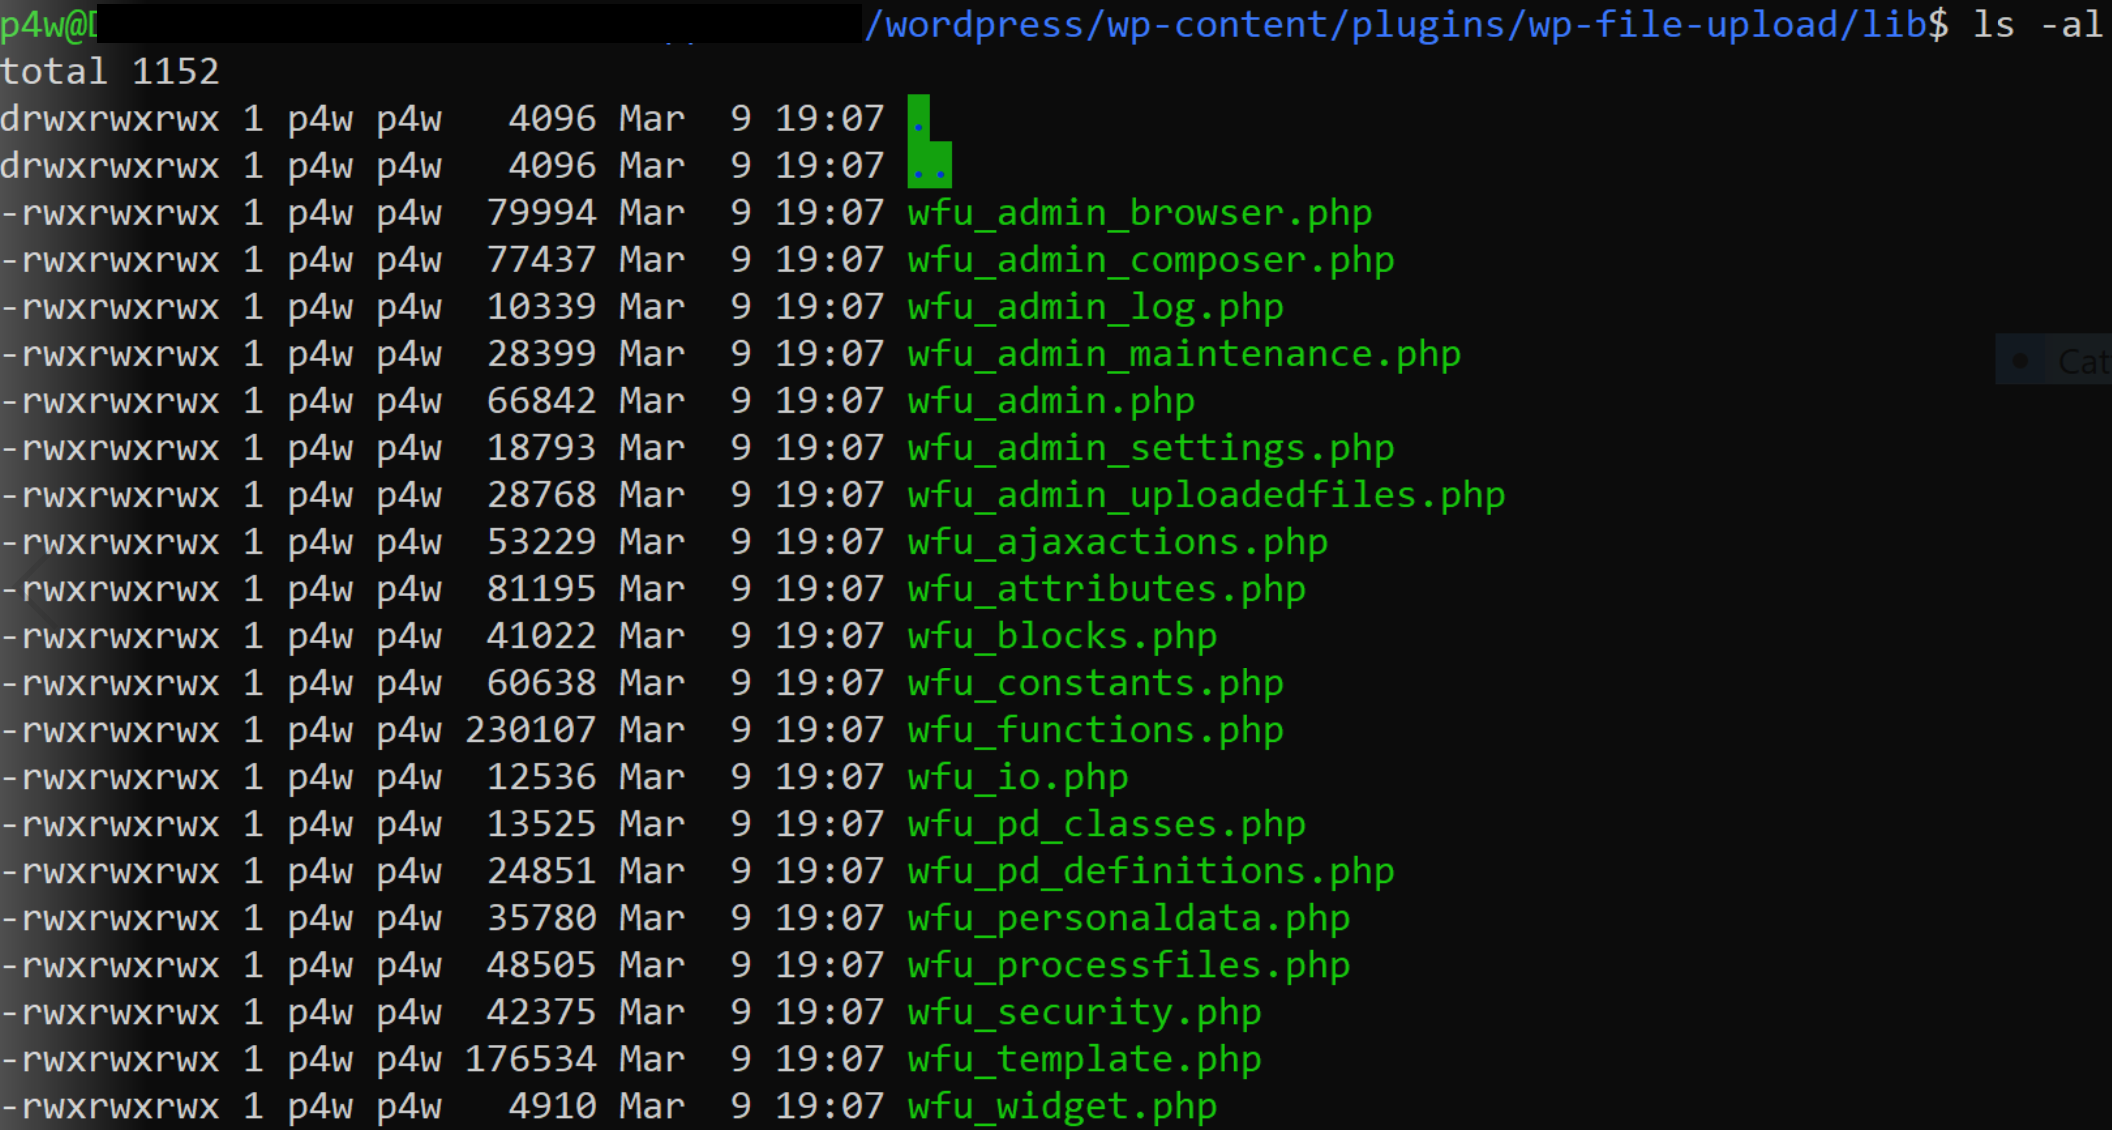 p4w@ /wordpress/wp-content/plugins/wp-file-upload/lib$ ls -al
total 1152
drwxrwxrwx 1 p4w p4w   4096 Mar  9 19:07 .
drwxrwxrwx 1 p4w p4w   4096 Mar  9 19:07 ..
-rwxrwxrwx 1 p4w p4w  79994 Mar  9 19:07 wfu_admin_browser.php
-rwxrwxrwx 1 p4w p4w  77437 Mar  9 19:07 wfu_admin_composer.php
-rwxrwxrwx 1 p4w p4w  10339 Mar  9 19:07 wfu_admin_log.php
-rwxrwxrwx 1 p4w p4w  28399 Mar  9 19:07 wfu_admin_maintenance.php
Cat
-rwxrwxrwx 1 p4w p4w  66842 Mar  9 19:07 wfu_admin.php
-rwxrwxrwx 1 p4w p4w  18793 Mar  9 19:07 wfu_admin_settings.php
-rwxrwxrwx 1 p4w p4w  28768 Mar  9 19:07 wfu_admin_uploadedfiles.php
-rwxrwxrwx 1 p4w p4w  53229 Mar  9 19:07 wfu_ajaxactions.php
-rwxrwxrwx 1 p4w p4w  81195 Mar  9 19:07 wfu_attributes.php
-rwxrwxrwx 1 p4w p4w  41022 Mar  9 19:07 wfu_blocks.php
-rwxrwxrwx 1 p4w p4w  60638 Mar  9 19:07 wfu_constants.php
-rwxrwxrwx 1 p4w p4w 230107 Mar  9 19:07 wfu_functions.php
-rwxrwxrwx 1 p4w p4w  12536 Mar  9 19:07 wfu_io.php
-rwxrwxrwx 1 p4w p4w  13525 Mar  9 19:07 wfu_pd_classes.php
-rwxrwxrwx 1 p4w p4w  24851 Mar  9 19:07 wfu_pd_definitions.php
-rwxrwxrwx 1 p4w p4w  35780 Mar  9 19:07 wfu_personaldata.php
-rwxrwxrwx 1 p4w p4w  48505 Mar  9 19:07 wfu_processfiles.php
-rwxrwxrwx 1 p4w p4w  42375 Mar  9 19:07 wfu_security.php
-rwxrwxrwx 1 p4w p4w 176534 Mar  9 19:07 wfu_template.php
-rwxrwxrwx 1 p4w p4w   4910 Mar  9 19:07 wfu_widget.php